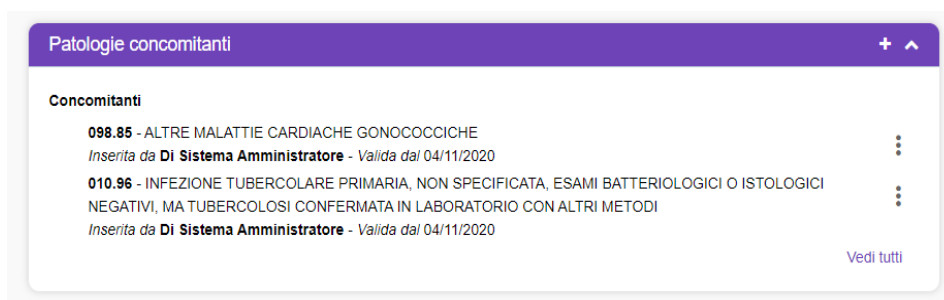 Patologie concomitanti
Concomitanti
098.85 - ALTRE MALATTIE CARDIACHE GONOCOCCICHE
Inserita da Di Sistema Amministratore - Valida dal 04/11/2020
010.96 - INFEZIONE TUBERCOLARE PRIMARIA, NON SPECIFICATA, ESAMI BATTERIOLOGICI O ISTOLOGICI
NEGATIVI, MA TUBERCOLOSI CONFERMATA IN LABORATORIO CON ALTRI METODI
Inserita da Di Sistema Amministratore - Valida dal 04/11/2020
Vedi tutti